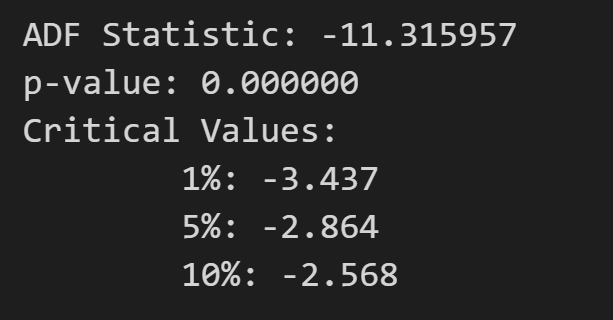 ADF Statistic: -11.315957
p-value: 0.000000
Critical Values:
1%: -3.437
5%: -2.864
10%: -2.568